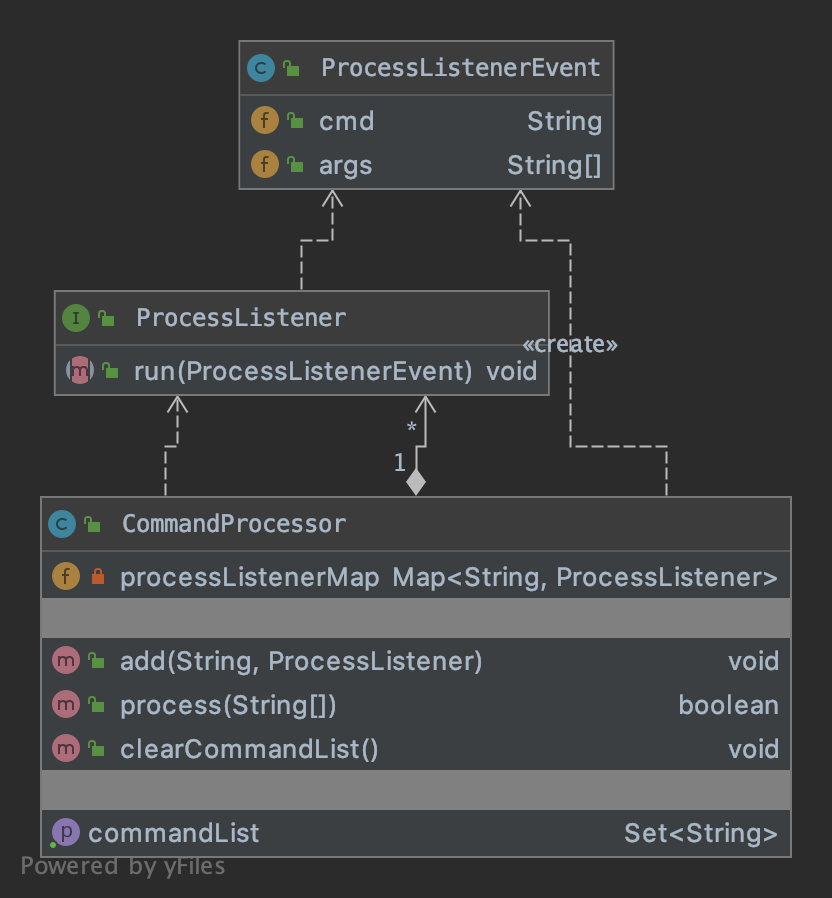 C ProcessListenerEvent
f cmd String
f args String[]
I ProcessListener
«create»
m run(ProcessListenerEvent) void
*
1
C CommandProcessor
f processListenerMap Map<String, ProcessListener>
m add(String, ProcessListener) void
m process(String[]) boolean
m clearCommandList() void
p commandList Set<String>
Powered by yFiles